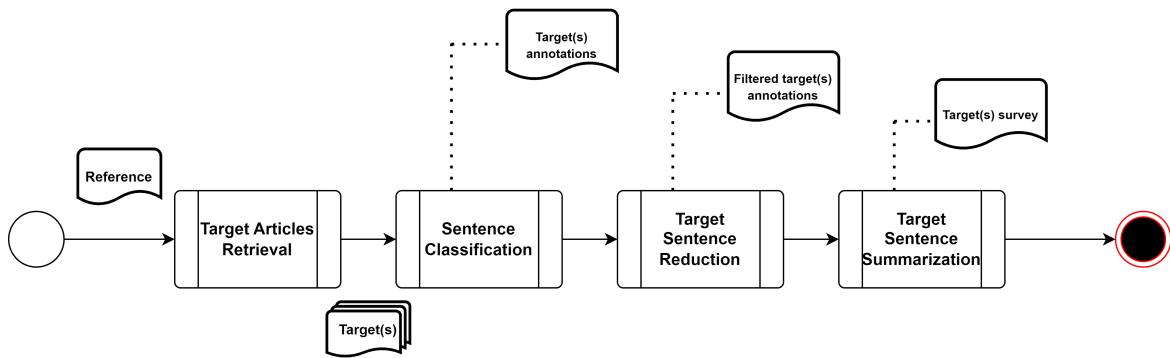 Target(s)
annotations
Filtered target(s)
annotations
Target(s) survey
Reference
Target Articles
Retrieval
Sentence
Classification
Target
Sentence
Reduction
Target
Sentence
Summarization
Target(s)